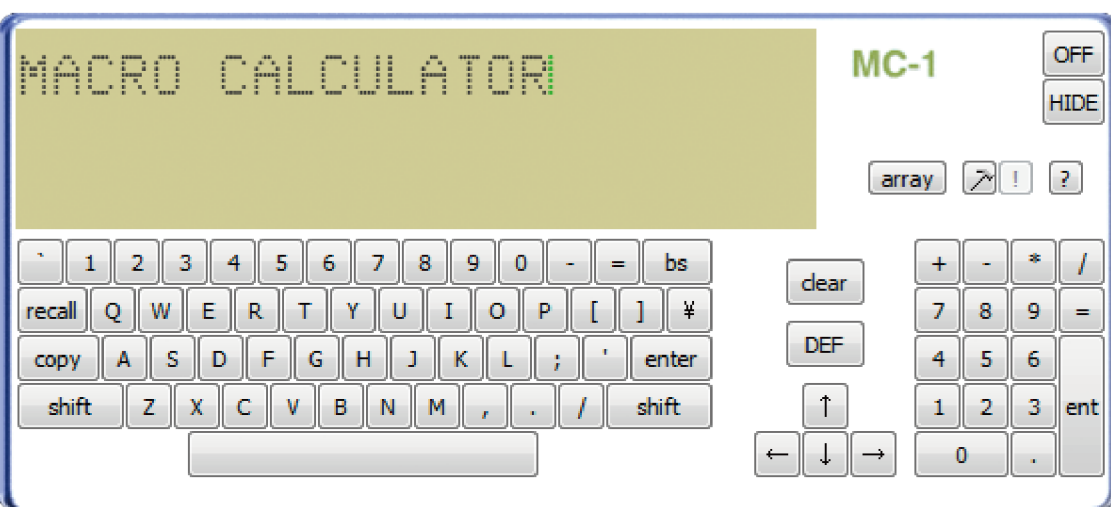 MACRO CALCULATOR
MC-1
OFF
HIDE
array ! ?
` 1 2 3 4 5 6 7 8 9 0 - = bs
recall Q W E R T Y U I O P [ ] ¥
copy A S D F G H J K L ; ' enter
shift Z X C V B N M , . / shift
clear
DEF
↑
← ↓ →
+ - * /
7 8 9 =
4 5 6
1 2 3 ent
0 .